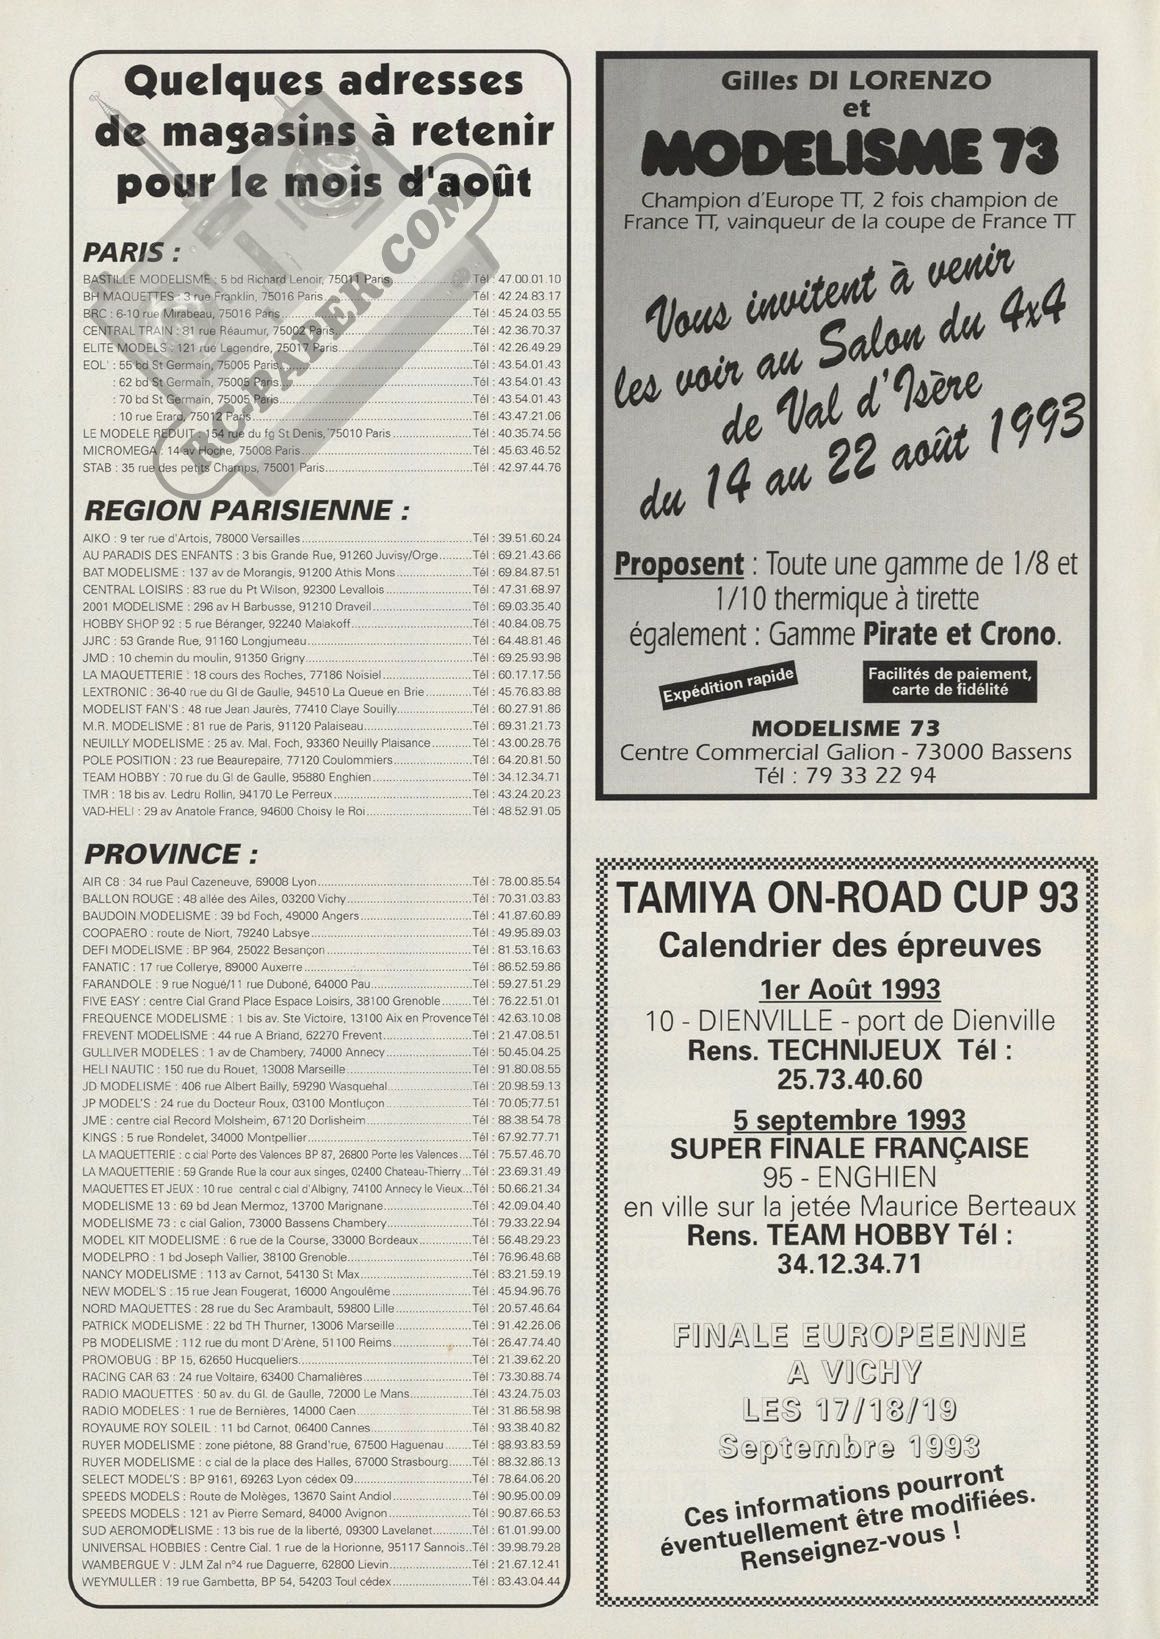 Quelques adresses
de magasins à retenir
pour le mois d'août
PARIS :
BASTILLE MODELISME : 5 bd Richard Lenoir, 75011 Paris Tél : 47.00.01.10
BH MAQUETTES : 3 rue Franklin, 75016 Paris Tél : 42.24.83.17
BRC : 6-10 rue Mirabeau, 75016 Paris Tél : 45.24.03.55
CENTRAL TRAIN : 81 rue Réaumur, 75002 Paris Tél : 42.36.70.37
ELITE MODELS : 121 rue Legendre, 75017 Paris Tél : 42.26.49.29
EOL' : 55 bd St Germain, 75005 Paris Tél : 43.54.01.43
: 62 bd St Germain, 75005 Paris Tél : 43.54.01.43
: 70 bd St Germain, 75005 Paris Tél : 43.54.01.43
: 10 rue Erard, 75012 Paris Tél : 43.47.21.06
LE MODELE REDUIT : 154 rue du fg St Denis, 75010 Paris Tél : 40.35.74.56
MICROMEGA : 14 av Hoche, 75008 Paris Tél : 45.63.46.52
STAB : 35 rue des petits Champs, 75001 Paris Tél : 42.97.44.76
REGION PARISIENNE :
AIKO : 9 ter rue d'Artois, 78000 Versailles Tél : 39.51.60.24
AU PARADIS DES ENFANTS : 3 bis Grande Rue, 91260 Juvisy/Orge Tél : 69.21.43.66
BAT MODELISME : 137 av de Morangis, 91200 Athis Mons Tél : 69.84.87.51
CENTRAL LOISIRS : 83 rue du Pt Wilson, 92300 Levallois Tél : 47.31.68.97
2001 MODELISME : 296 av H Barbusse, 91210 Draveil Tél : 69.03.35.40
HOBBY SHOP 92 : 5 rue Béranger, 92240 Malakoff Tél : 40.84.08.75
JJRC : 53 Grande Rue, 91160 Longjumeau Tél : 64.48.81.46
JMD : 10 chemin du moulin, 91350 Grigny Tél : 69.25.93.98
LA MAQUETTERIE : 18 cours des Roches, 77186 Noisiel Tél : 60.17.17.56
LEXTRONIC : 36-40 rue du Gl de Gaulle, 94510 La Queue en Brie Tél : 45.76.83.88
MODELIST FAN'S : 48 rue Jean Jaurès, 77410 Claye Souilly Tél : 60.27.91.86
M.R. MODELISME : 81 rue de Paris, 91120 Palaiseau Tél : 69.31.21.73
NEUILLY MODELISME : 25 av. Mal. Foch, 93360 Neuilly Plaisance Tél : 43.00.28.76
POLE POSITION : 23 rue Beaurepaire, 77120 Coulommiers Tél : 64.20.81.50
TEAM HOBBY : 70 rue du Gl de Gaulle, 95880 Enghien Tél : 34.12.34.71
TMR : 18 bis av. Ledru Rollin, 94170 Le Perreux Tél : 43.24.20.23
VAD-HELI : 29 av Anatole France, 94600 Choisy le Roi Tél : 48.52.91.05
PROVINCE :
AIR C8 : 34 rue Paul Cazeneuve, 69008 Lyon Tél : 78.00.85.54
BALLON ROUGE : 48 allée des Ailes, 03200 Vichy Tél : 70.31.03.83
BAUDOIN MODELISME : 39 bd Foch, 49000 Angers Tél : 41.87.60.89
COOPAERO : route de Niort, 79240 Labsye Tél : 49.95.89.03
DEFI MODELISME : BP 964, 25022 Besançon Tél : 81.53.16.63
FANATIC : 17 rue Collerye, 89000 Auxerre Tél : 86.52.59.86
FARANDOLE : 9 rue Nogué/11 rue Duboné, 64000 Pau Tél : 59.27.51.29
FIVE EASY : centre Cial Grand Place Espace Loisirs, 38100 Grenoble Tél : 76.22.51.01
FREQUENCE MODELISME : 1 bis av. Ste Victoire, 13100 Aix en Provence Tél : 42.63.10.08
FREVENT MODELISME : 44 rue A Briand, 62270 Frevent Tél : 21.47.08.51
GULLIVER MODELES : 1 av de Chambery, 74000 Annecy Tél : 50.45.04.25
HELI NAUTIC : 150 rue du Rouet, 13008 Marseille Tél : 91.80.08.55
JD MODELISME : 406 rue Albert Bailly, 59290 Wasquehal Tél : 20.98.59.13
JP MODEL'S : 24 rue du Docteur Roux, 03100 Montluçon Tél : 70.05;77.51
JME : centre cial Record Molsheim, 67120 Dorlisheim Tél : 88.38.54.78
KINGS : 5 rue Rondelet, 34000 Montpellier Tél : 67.92.77.71
LA MAQUETTERIE : c cial Porte des Valences BP 87, 26800 Porte les Valences Tél : 75.57.46.70
LA MAQUETTERIE : 59 Grande Rue la cour aux singes, 02400 Chateau-Thierry Tél : 23.69.31.49
MAQUETTES ET JEUX : 10 rue central c cial d'Albigny, 74100 Annecy le Vieux Tél : 50.66.21.34
MODELISME 13 : 69 bd Jean Mermoz, 13700 Marignane Tél : 42.09.04.40
MODELISME 73 : c cial Galion, 73000 Bassens Chambery Tél : 79.33.22.94
MODEL KIT MODELISME : 6 rue de la Course, 33000 Bordeaux Tél : 56.48.29.23
MODELPRO : 1 bd Joseph Vallier, 38100 Grenoble Tél : 76.96.48.68
NANCY MODELISME : 113 av Carnot, 54130 St Max Tél : 83.21.59.19
NEW MODEL'S : 15 rue Jean Fougerat, 16000 Angoulême Tél : 45.94.96.76
NORD MAQUETTES : 28 rue du Sec Arambault, 59800 Lille Tél : 20.57.46.64
PATRICK MODELISME : 22 bd TH Thurner, 13006 Marseille Tél : 91.42.26.06
PB MODELISME : 112 rue du mont D'Arène, 51100 Reims Tél : 26.47.74.40
PROMOBUG : BP 15, 62650 Hucqueliers Tél : 21.39.62.20
RACING CAR 63 : 24 rue Voltaire, 63400 Chamalières Tél : 73.30.88.74
RADIO MAQUETTES : 50 av. du Gl. de Gaulle, 72000 Le Mans Tél : 43.24.75.03
RADIO MODELES : 1 rue de Bernières, 14000 Caen Tél : 31.86.58.98
ROYAUME ROY SOLEIL : 11 bd Carnot, 06400 Cannes Tél : 93.38.40.82
RUYER MODELISME : zone piétone, 88 Grand'rue, 67500 Haguenau Tél : 88.93.83.59
RUYER MODELISME : c cial de la place des Halles, 67000 Strasbourg Tél : 88.32.86.13
SELECT MODEL'S : BP 9161, 69263 Lyon cédex 09 Tél : 78.64.06.20
SPEEDS MODELS : Route de Molèges, 13670 Saint Andiol Tél : 90.95.00.09
SPEEDS MODELS : 121 av Pierre Semard, 84000 Avignon Tél : 90.87.66.53
SUD AEROMODELISME : 13 bis rue de la liberté, 09300 Lavelanet Tél : 61.01.99.00
UNIVERSAL HOBBIES : Centre Cial. 1 rue de la Horionne, 95117 Sannois Tél : 39.98.79.28
WAMBERGUE V : JLM Zal n°4 rue Daguerre, 62800 Lievin Tél : 21.67.12.41
WEYMULLER : 19 rue Gambetta, BP 54, 54203 Toul cédex Tél : 83.43.04.44
RC-PAPER.COM
Gilles DI LORENZO
et
MODELISME 73
Champion d'Europe TT, 2 fois champion de
France TT, vainqueur de la coupe de France TT
Vous invitent à venir
les voir au Salon du 4x4
de Val d'Isère
du 14 au 22 août 1993
Proposent : Toute une gamme de 1/8 et
1/10 thermique à tirette
également : Gamme Pirate et Crono.
Expédition rapide
Facilités de paiement,
carte de fidélité
MODELISME 73
Centre Commercial Galion - 73000 Bassens
Tél : 79 33 22 94
TAMIYA ON-ROAD CUP 93
Calendrier des épreuves
1er Août 1993
10 - DIENVILLE - port de Dienville
Rens. TECHNIJEUX Tél :
25.73.40.60
5 septembre 1993
SUPER FINALE FRANÇAISE
95 - ENGHIEN
en ville sur la jetée Maurice Berteaux
Rens. TEAM HOBBY Tél :
34.12.34.71
FINALE EUROPEENNE
A VICHY
LES 17/18/19
Septembre 1993
Ces informations pourront
éventuellement être modifiées.
Renseignez-vous !